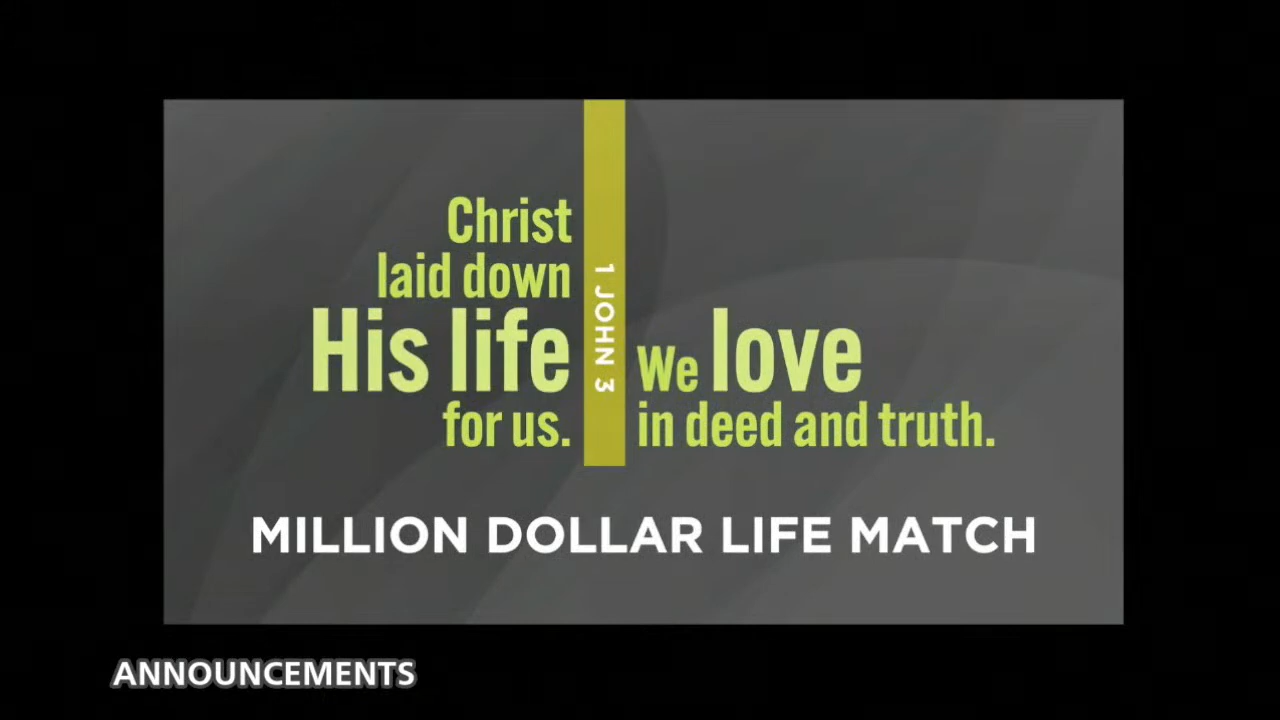 Christ
laid down
His life
for us.
1 JOHN 3
We love
in deed and truth.
MILLION DOLLAR LIFE MATCH
ANNOUNCEMENTS